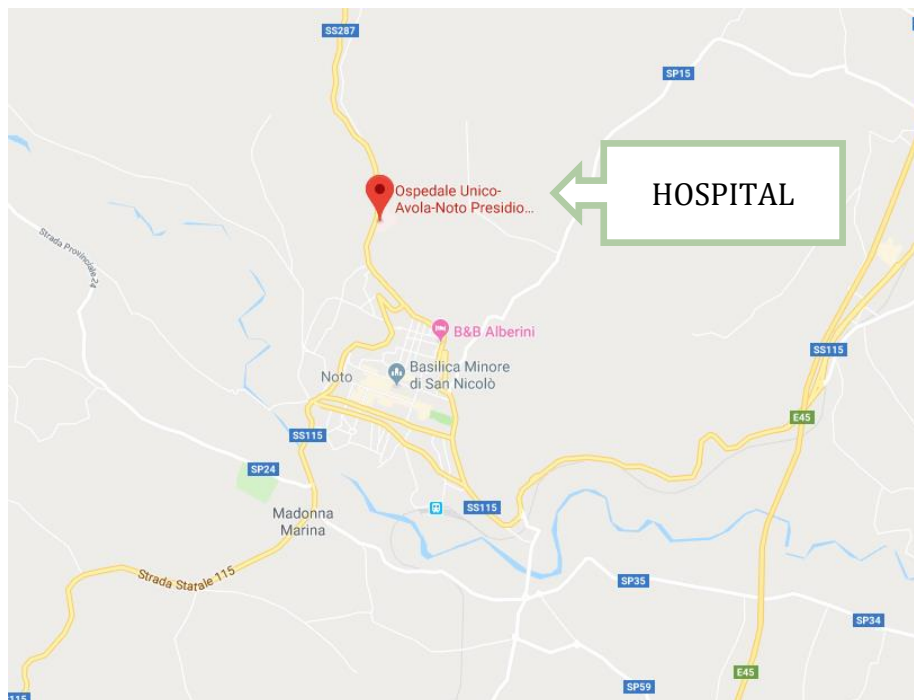 SS287
SP15
Ospedale Unico-
Avola-Noto Presidio...
HOSPITAL
Strada Provinciale 24
B&B Alberini
SS115
Basilica Minore
di San Nicolò
Noto
E45
SS115
SP24
SS115
Madonna
Marina
Strada Statale 115
SP35
SP34
E45
SP59
115